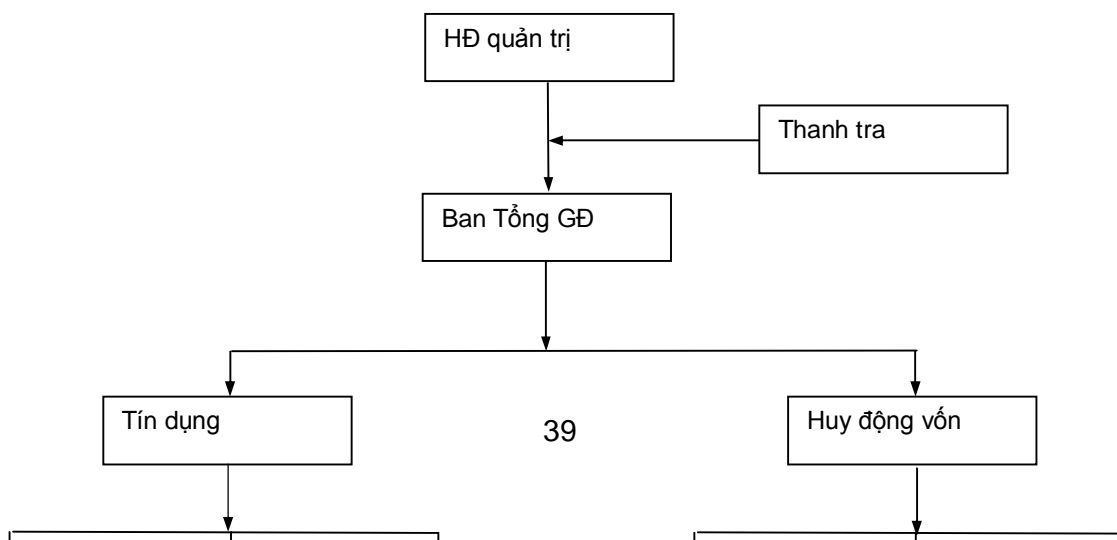 HĐ quản trị
Thanh tra
Ban Tổng GĐ
Tín dụng
39
Huy động vốn